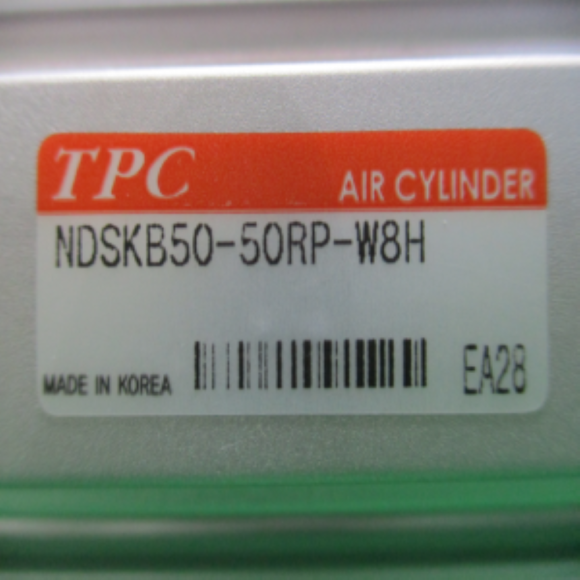 TPC
AIR CYLINDER
NDSKB50-50RP-W8H
MADE IN KOREA
EA28